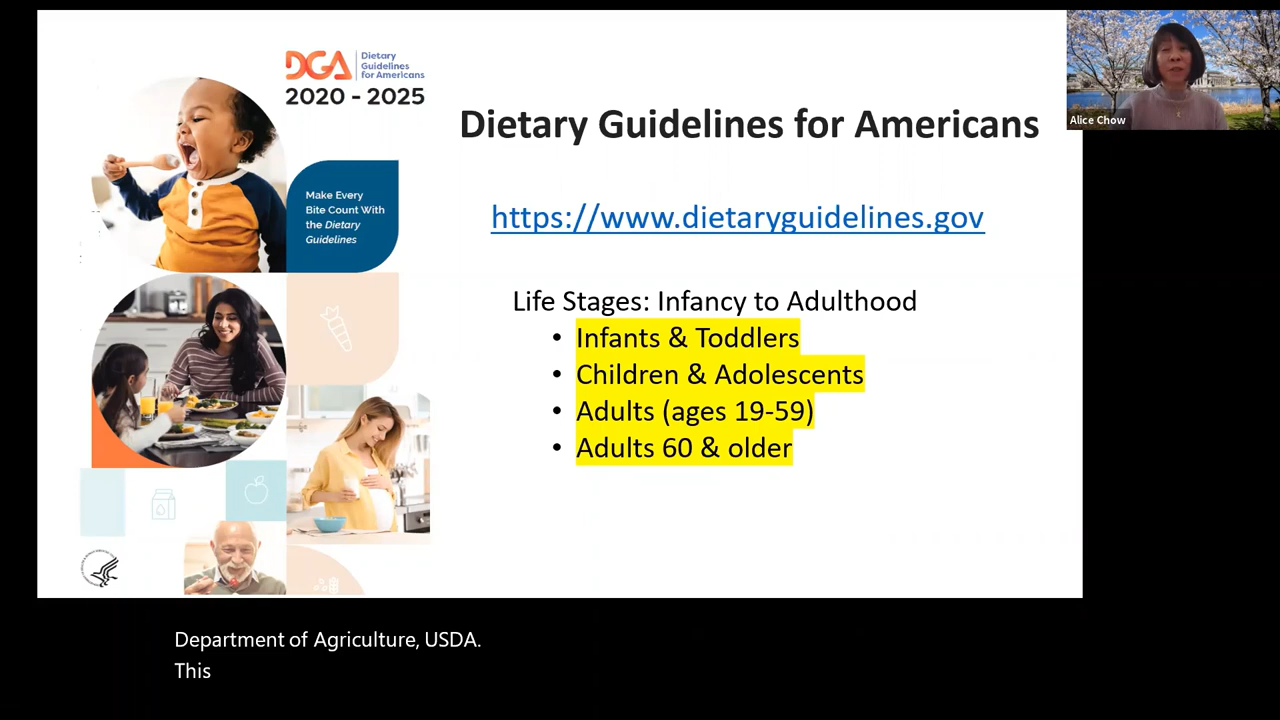 DGA
Dietary
Guidelines
for Americans
2020 - 2025
Make Every
Bite Count With
the Dietary
Guidelines
Dietary Guidelines for Americans
https://www.dietaryguidelines.gov
Life Stages: Infancy to Adulthood
• Infants & Toddlers
• Children & Adolescents
• Adults (ages 19-59)
• Adults 60 & older
Alice Chow
Department of Agriculture, USDA.
This